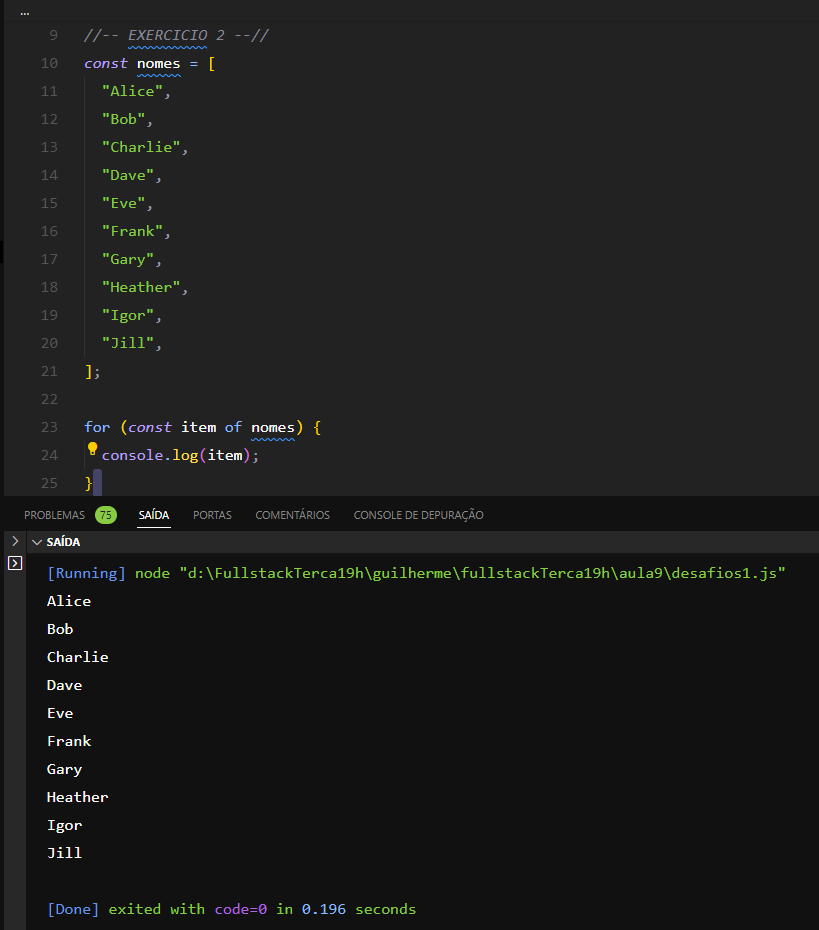 ...
9 //-- EXERCICIO 2 --//
10 const nomes = [
11 "Alice",
12 "Bob",
13 "Charlie",
14 "Dave",
15 "Eve",
16 "Frank",
17 "Gary",
18 "Heather",
19 "Igor",
20 "Jill",
21 ];
22
23 for (const item of nomes) {
24 console.log(item);
25 }
PROBLEMAS 75 SAÍDA PORTAS COMENTÁRIOS CONSOLE DE DEPURAÇÃO
SAÍDA
[Running] node "d:\FullstackTerca19h\guilherme\fullstackTerca19h\aula9\desafios1.js"
Alice
Bob
Charlie
Dave
Eve
Frank
Gary
Heather
Igor
Jill
[Done] exited with code=0 in 0.196 seconds